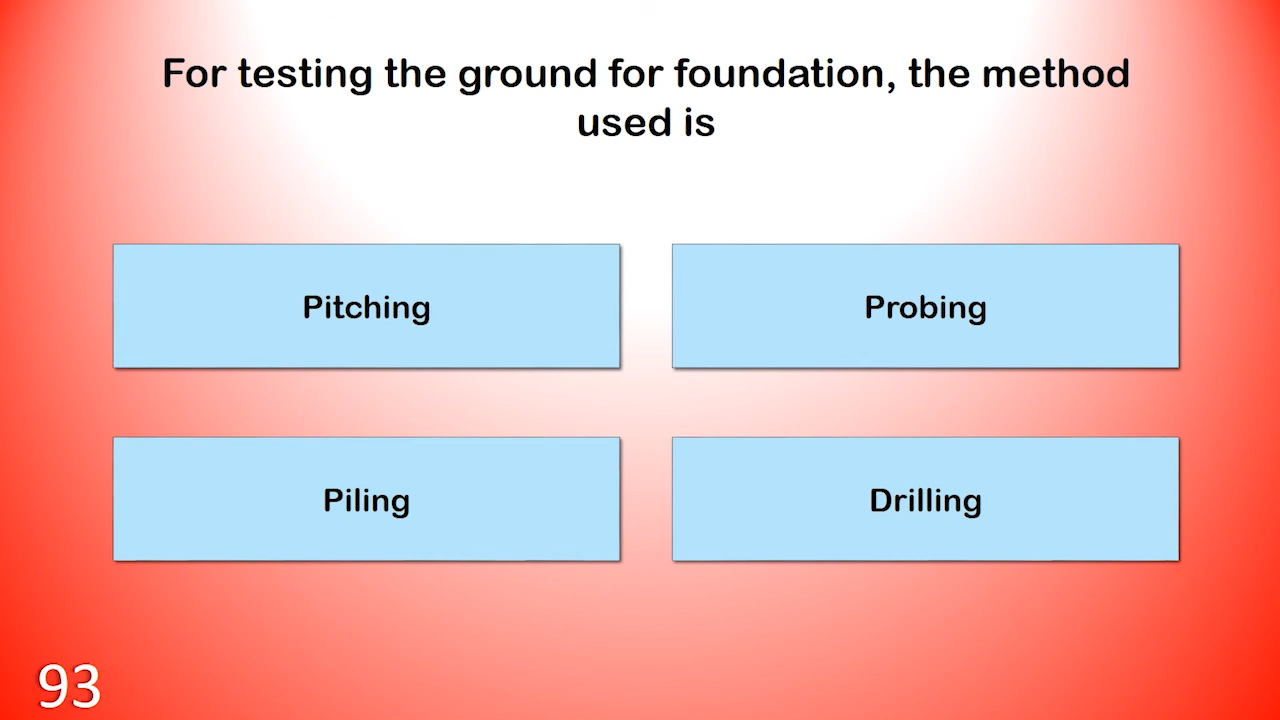 For testing the ground for foundation, the method
used is
Pitching
Probing
Piling
Drilling
93